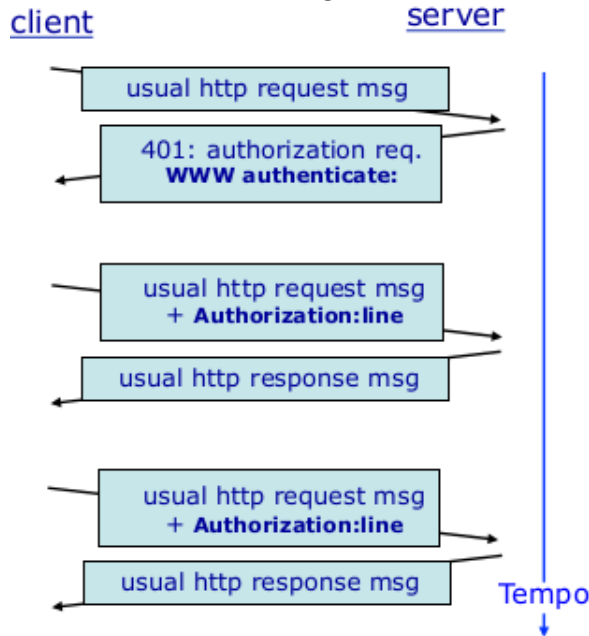 client
server
usual http request msg
401: authorization req.
WWW authenticate:
usual http request msg
+ Authorization:line
usual http response msg
usual http request msg
+ Authorization:line
usual http response msg
Tempo